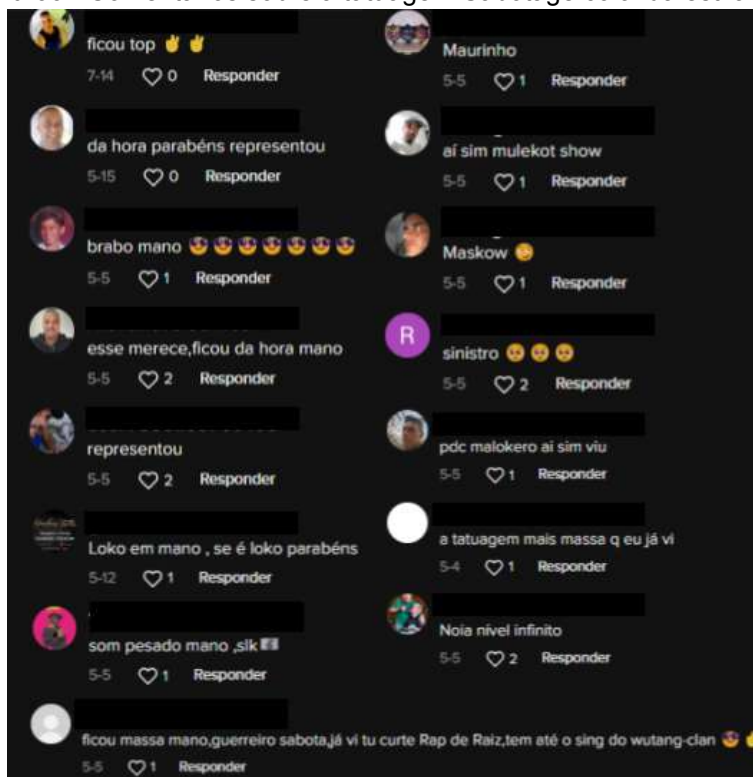 ficou top ✌️ ✌️
7-14 0 Responder
da hora parabéns representou
5-15 0 Responder
brabo mano
5-5 1 Responder
esse merece,ficou da hora mano
5-5 2 Responder
representou
5-5 2 Responder
Loko em mano , se é loko parabéns
5-12 1 Responder
som pesado mano ,slk
5-5 1 Responder
Maurinho
5-5 1 Responder
aí sim mulekot show
5-5 1 Responder
Maskow
5-5 1 Responder
R
sinistro 🥺 🥺 🥺
5-5 2 Responder
pdc malokero ai sim viu
5-5 1 Responder
a tatuagem mais massa q eu já vi
5-4 1 Responder
Noia nível infinito
5-5 2 Responder
ficou massa mano,guerreiro sabota,já vi tu curte Rap de Raiz,tem até o sing do wutang-clan
5-5 1 Responder